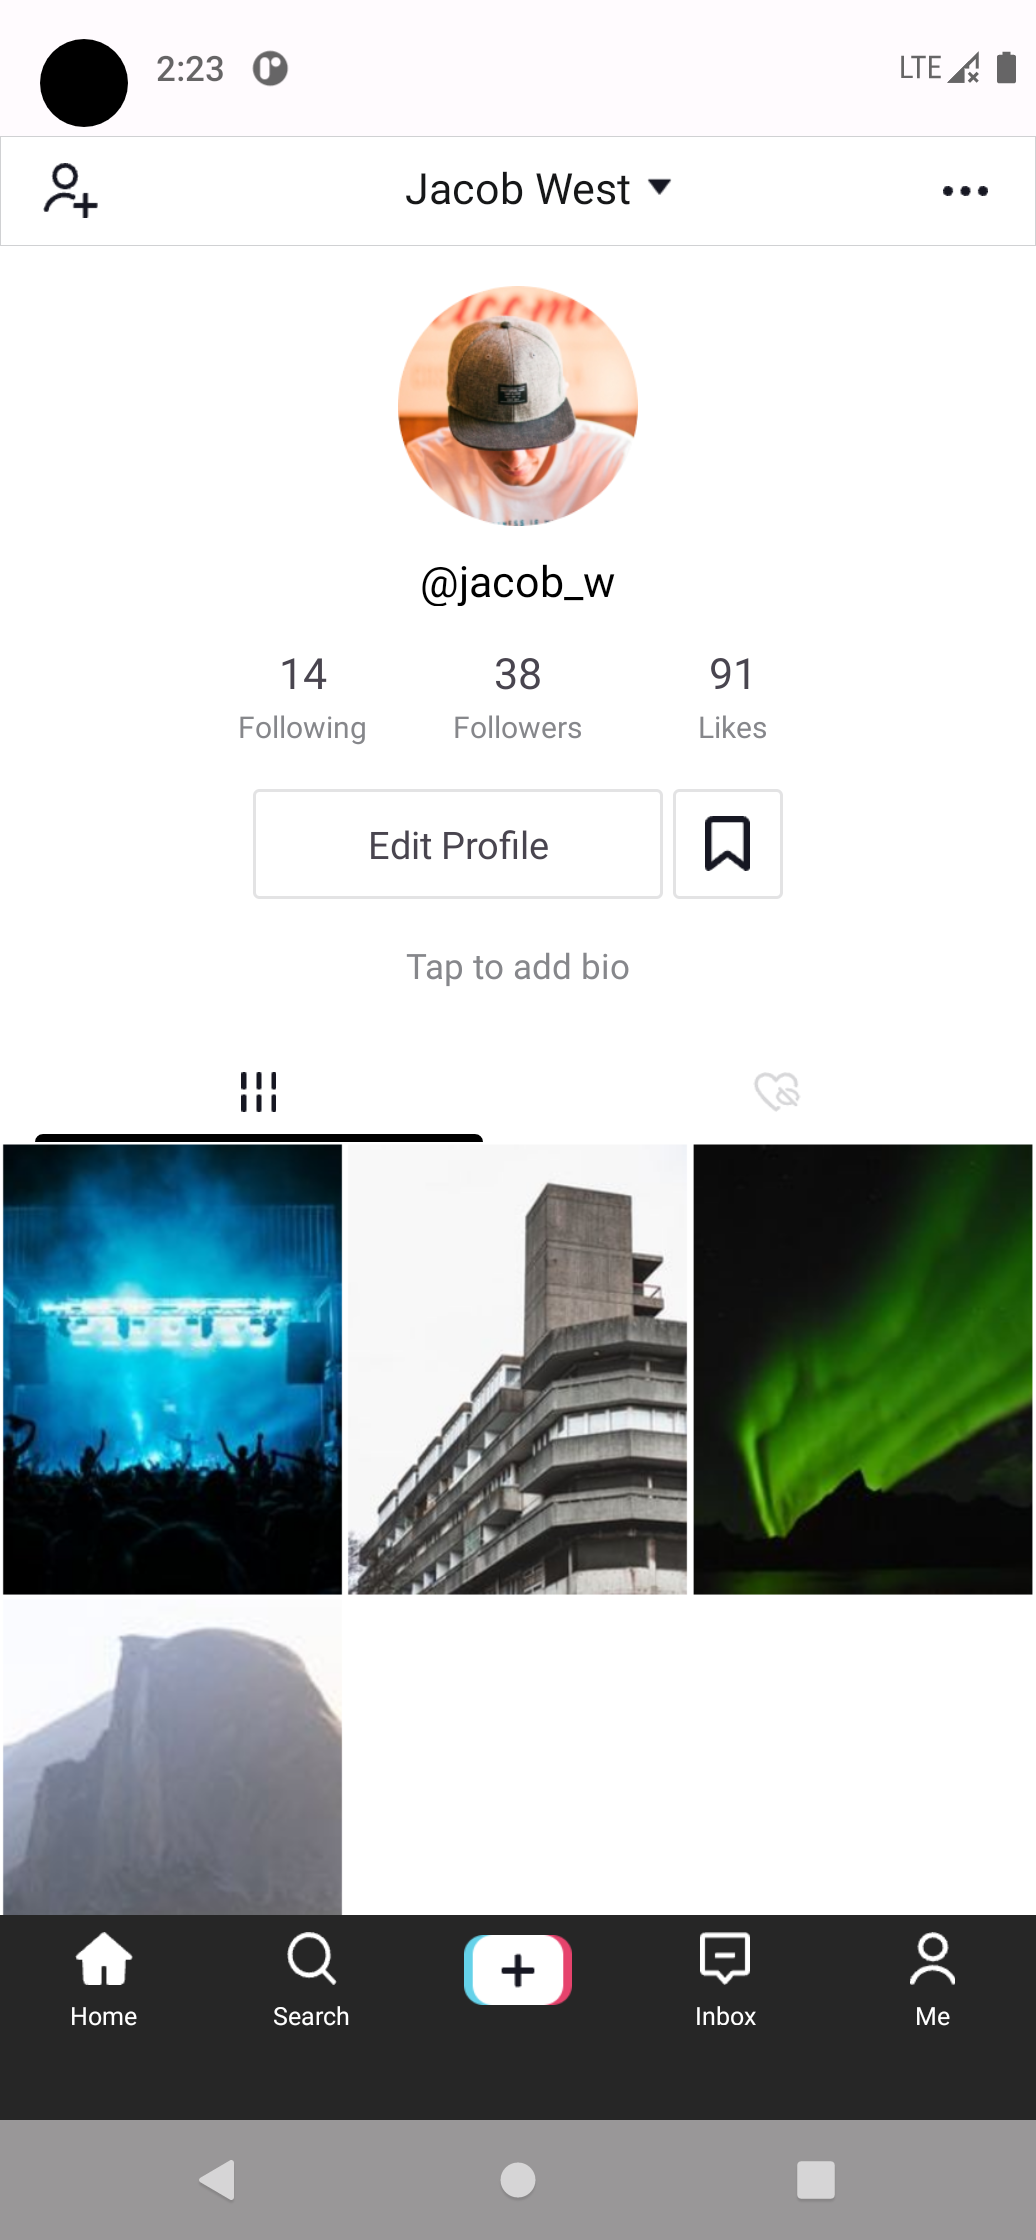 2:23
LTE
Jacob West
@jacob_w
14 38 91
Following Followers Likes
Edit Profile
Tap to add bio
Home Search Inbox Me